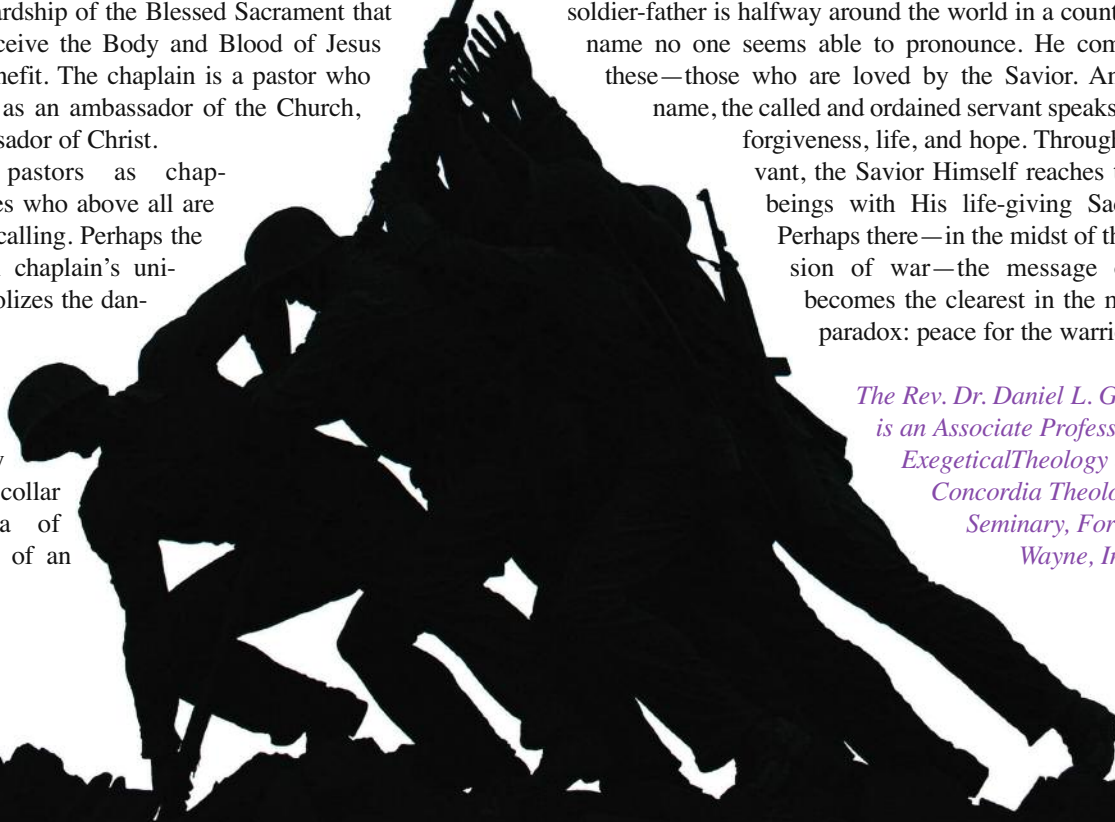 ardship of the Blessed Sacrament that
ceive the Body and Blood of Jesus
nefit. The chaplain is a pastor who
as an ambassador of the Church,
sador of Christ.
pastors as chap-
es who above all are
calling. Perhaps the
chaplain's uni-
olizes the dan-
collar
a of
of an
soldier-father is halfway around the world in a count
name no one seems able to pronounce. He com
these—those who are loved by the Savior. An
name, the called and ordained servant speaks
forgiveness, life, and hope. Through
vant, the Savior Himself reaches
beings with His life-giving Sac
Perhaps there—in the midst of th
sion of war—the message
becomes the clearest in the
paradox: peace for the warri
The Rev. Dr. Daniel L. G
is an Associate Profess
ExegeticalTheology
Concordia Theolo
Seminary, For
Wayne, In